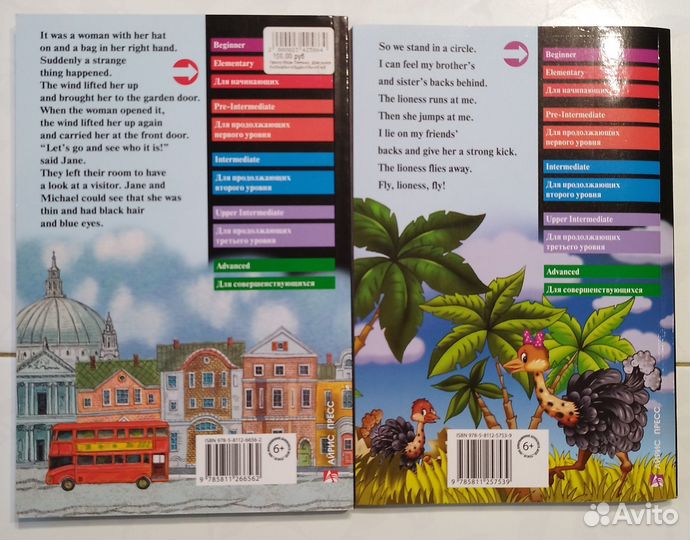 It was a woman with her hat
on and a bag in her right hand.
Suddenly a strange
thing happened.
The wind lifted her up
and brought her to the garden door.
When the woman opened it,
the wind lifted her up again
and carried her at the front door.
“Let's go and see who it is!”
said Jane.
They left their room to have
a look at a visitor. Jane and
Michael could see that she was
thin and had black hair
and blue eyes.
100,00 руб
Beginner
Elementary
Для начинающих
Pre-Intermediate
Для продолжающих
первого уровня
Intermediate
Для продолжающих
второго уровня
Upper Intermediate
Для продолжающих
третьего уровня
Advanced
Для совершенствующихся
АЙРИС ПРЕСС
ISBN 978-5-8112-6656-2
9 785811 266562
6+
So we stand in a circle.
I can feel my brother's
and sister's backs behind.
The lioness runs at me.
Then she jumps at me.
I lie on my friends'
backs and give her a strong kick.
The lioness flies away.
Fly, lioness, fly!
Beginner
Elementary
Для начинающих
Pre-Intermediate
Для продолжающих
первого уровня
Intermediate
Для продолжающих
второго уровня
Upper Intermediate
Для продолжающих
третьего уровня
Advanced
Для совершенствующихся
АЙРИС ПРЕСС
ISBN 978-5-8112-5753-9
9 785811 257539
6+
Avito